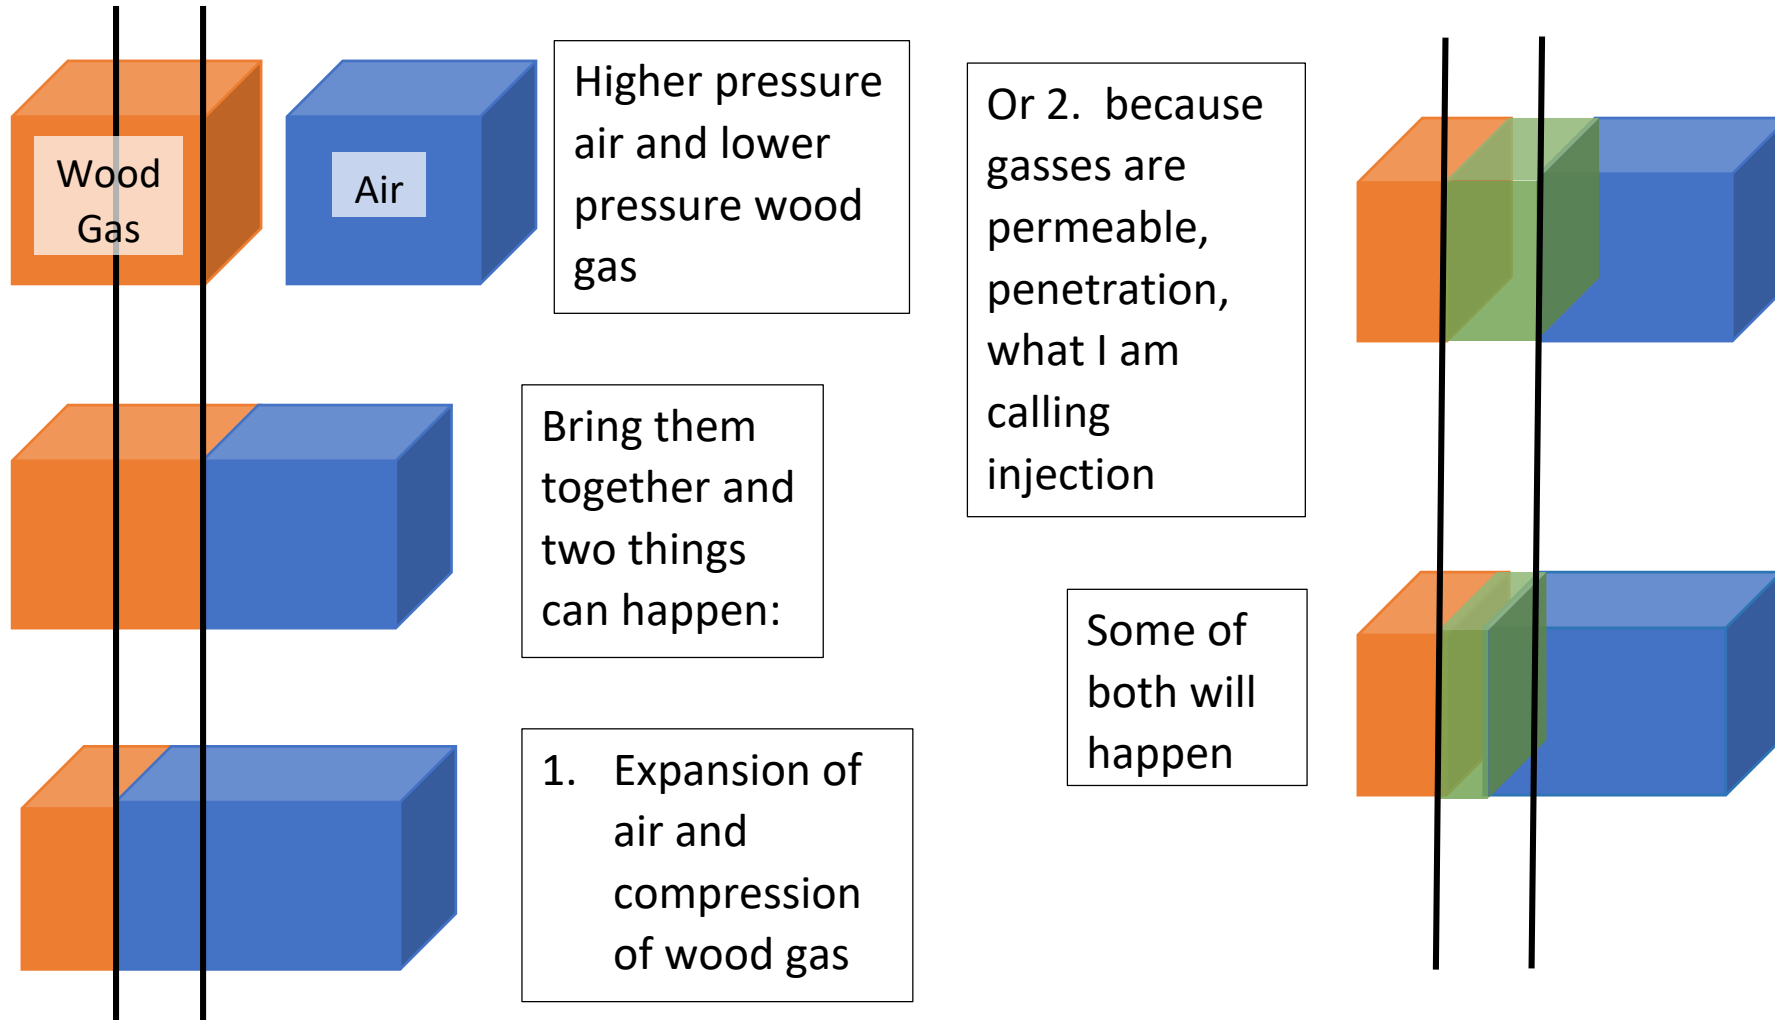 Wood
Gas
Air
Higher pressure
air and lower
pressure wood
gas
Bring them
together and
two things
can happen:
1. Expansion of
air and
compression
of wood gas
Or 2. because
gasses are
permeable,
penetration,
what I am
calling
injection
Some of
both will
happen